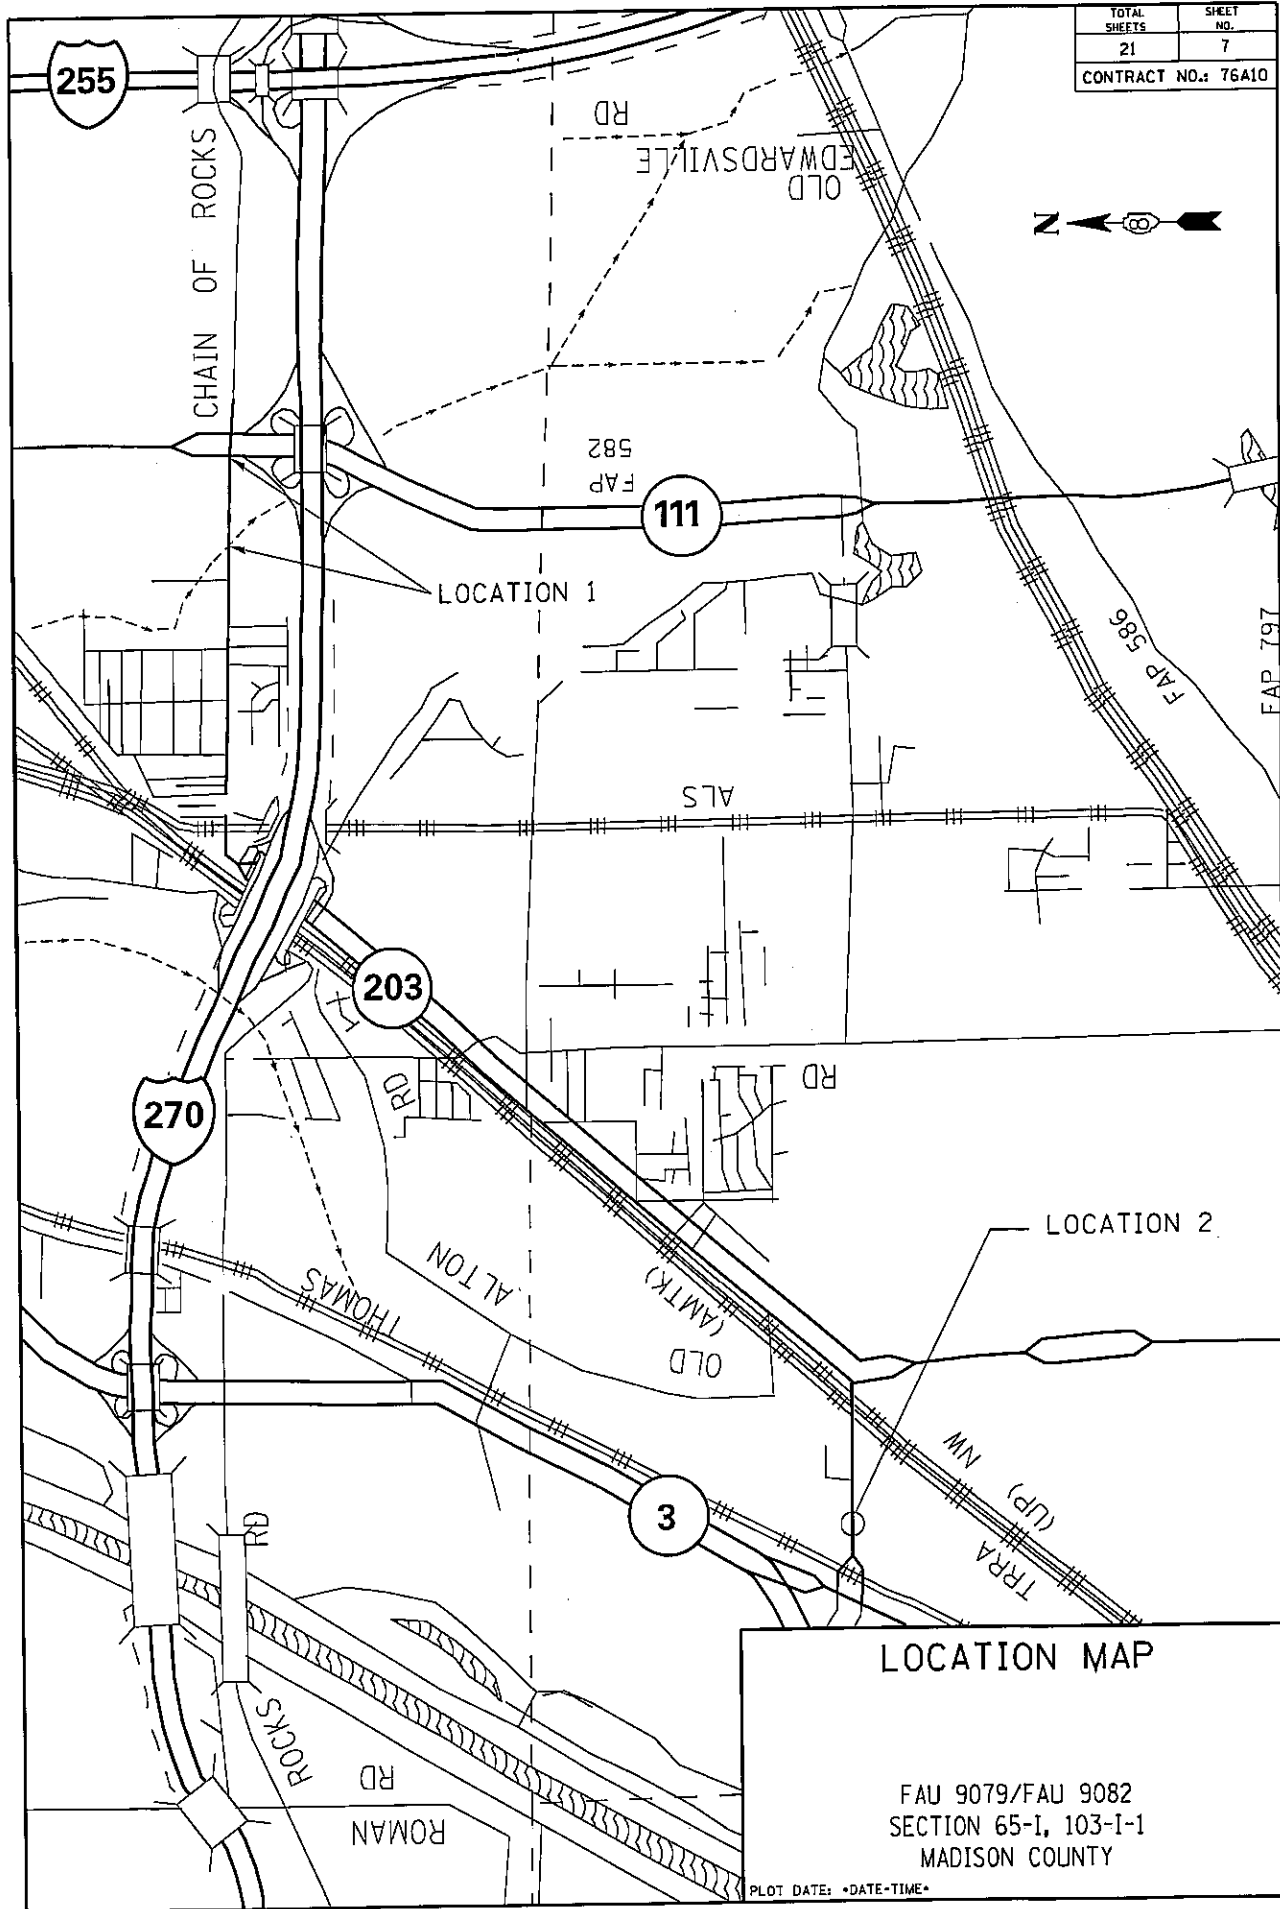 TOTAL SHEETS
SHEET NO.
21
7
CONTRACT NO.: 76A10
255
CHAIN OF ROCKS
RD
OLD EDWARDSVILLE
N
FAP 582
111
LOCATION 1
FAP 586
FAP 797
ALS
203
270
RD
RD
THOMAS
ALTON
(AMTK)
OLD
LOCATION 2
3
NW
(UP)
TRRA
RD
ROCKS
RD
ROMAN
LOCATION MAP
FAU 9079/FAU 9082
SECTION 65-I, 103-I-1
MADISON COUNTY
PLOT DATE: *DATE-TIME*